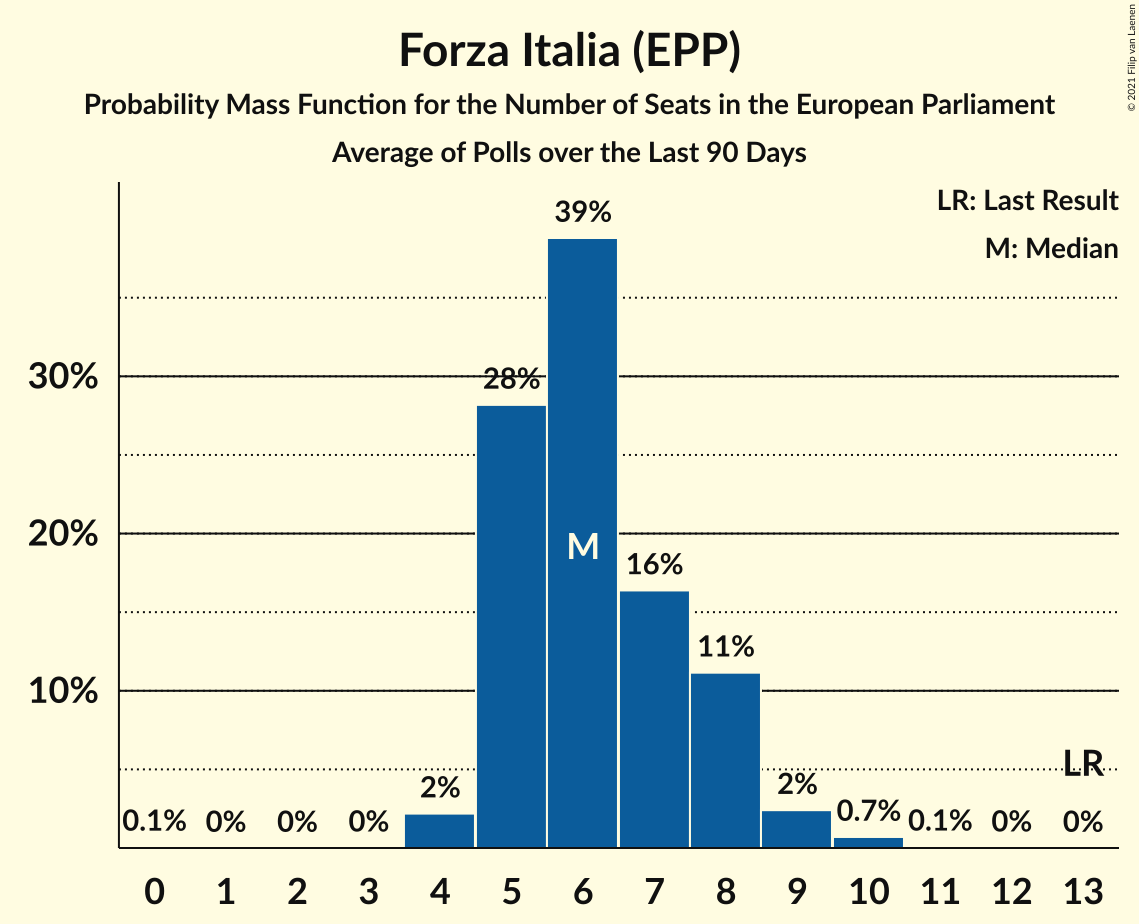 Forza Italia (EPP)
Probability Mass Function for the Number of Seats in the European Parliament
Average of Polls over the Last 90 Days
© 2021 Filip van Laenen
LR: Last Result
M: Median
39%
30%
28%
20%
M
16%
11%
10%
LR
2%
2%
0.1% 0% 0% 0% 0.7% 0.1% 0% 0%
0 1 2 3 4 5 6 7 8 9 10 11 12 13